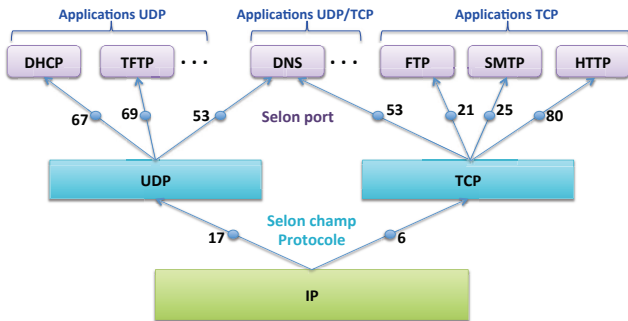 Applications UDP
Applications UDP/TCP
Applications TCP
DHCP
TFTP
. . .
DNS
. . .
FTP
SMTP
HTTP
67
69
53
Selon port
53
21
25
80
UDP
TCP
Selon champ
Protocole
17
6
IP